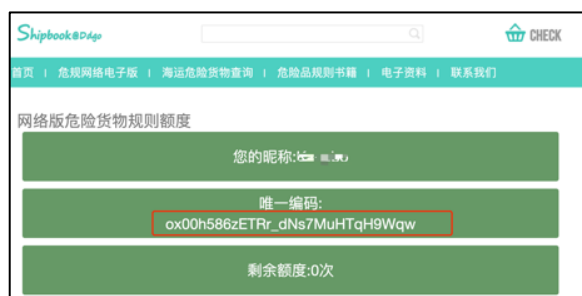 Shipbook@Ddgo
CHECK
首页 | 危规网络电子版 | 海运危险货物查询 | 危险品规则书籍 | 电子资料 | 联系我们
网络版危险货物规则额度
您的昵称:
唯一编码:
ox00h586zETRr_dNs7MuHTqH9Wqw
剩余额度:0次